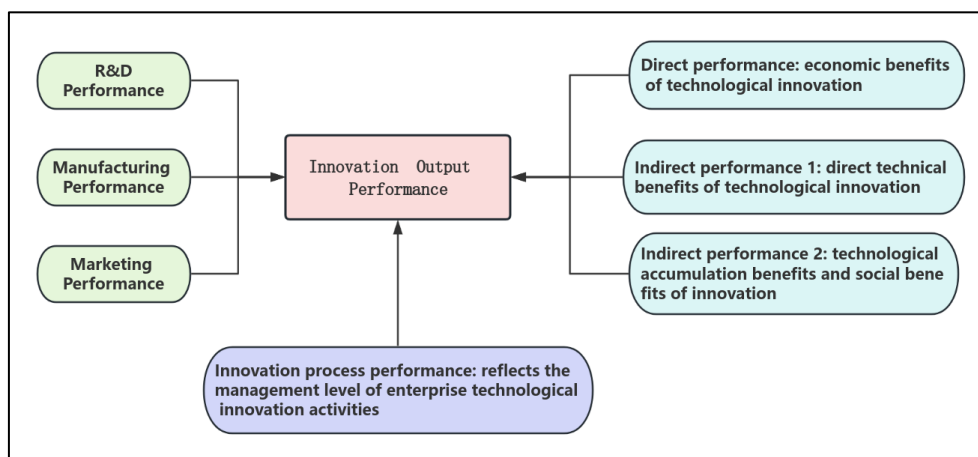 R&D
Performance
Manufacturing
Performance
Marketing
Performance
Innovation Output
Performance
Direct performance: economic benefits
of technological innovation
Indirect performance 1: direct technical
benefits of technological innovation
Indirect performance 2: technological
accumulation benefits and social bene
fits of innovation
Innovation process performance: reflects the
management level of enterprise technological
innovation activities